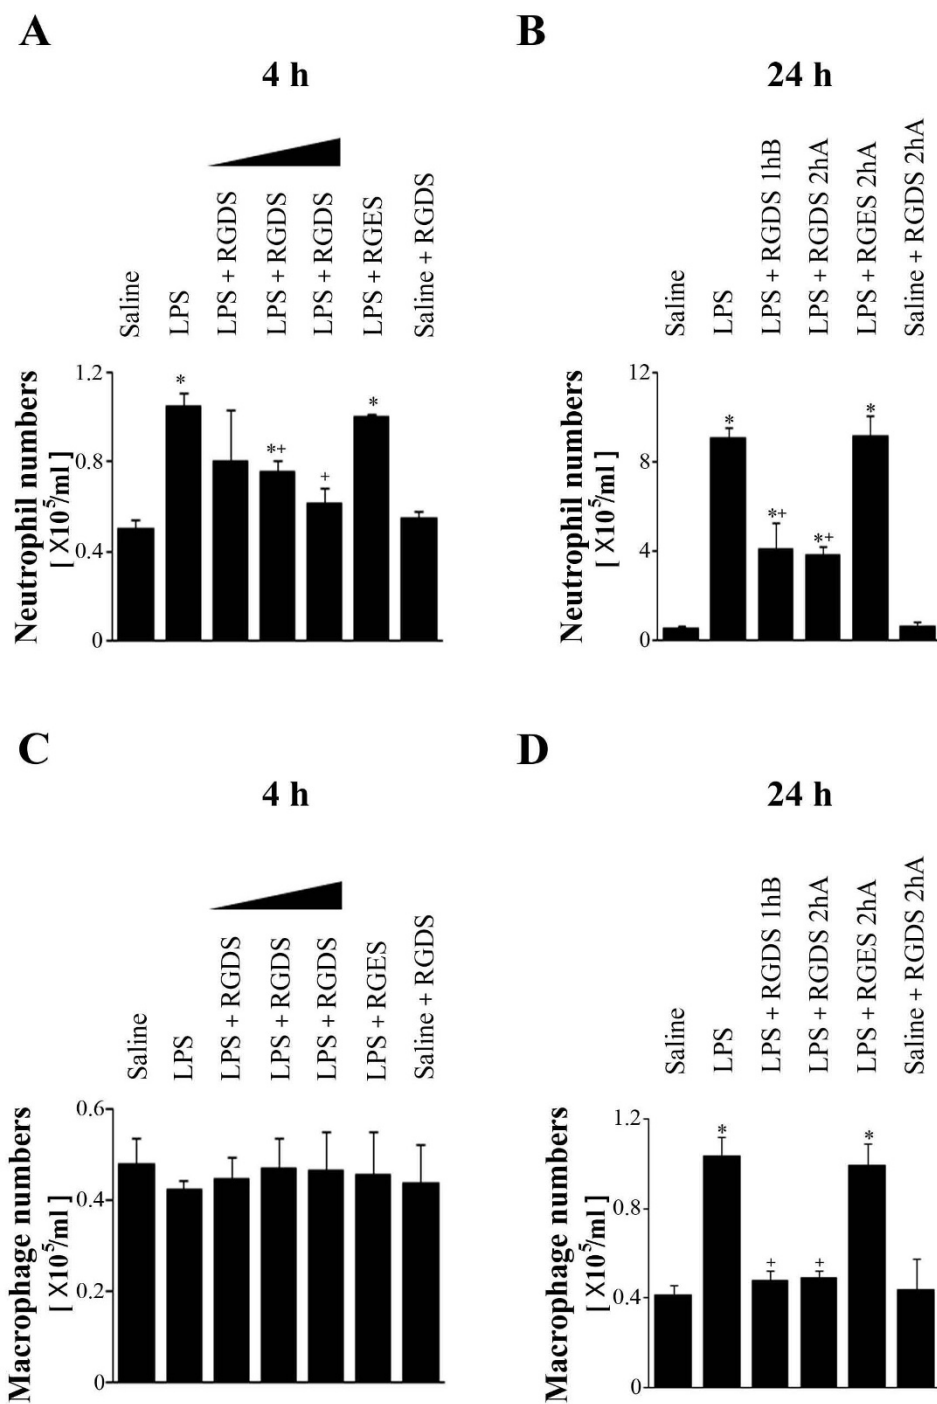 A
4 h
Saline
LPS
LPS + RGDS
LPS + RGDS
LPS + RGDS
LPS + RGES
Saline + RGDS
Neutrophil numbers
[ X10⁵/ml ]
1.2
0.8
0.4
0
*
*+
+
*
B
24 h
Saline
LPS
LPS + RGDS 1hB
LPS + RGDS 2hA
LPS + RGES 2hA
Saline + RGDS 2hA
Neutrophil numbers
[ X10⁵/ml ]
12
8
4
0
*
*+
*+
*
C
4 h
Saline
LPS
LPS + RGDS
LPS + RGDS
LPS + RGDS
LPS + RGES
Saline + RGDS
Macrophage numbers
[ X10⁵/ml ]
0.6
0.4
0.2
0
D
24 h
Saline
LPS
LPS + RGDS 1hB
LPS + RGDS 2hA
LPS + RGES 2hA
Saline + RGDS 2hA
Macrophage numbers
[ X10⁵/ml ]
1.2
0.8
0.4
0
*
+
+
*